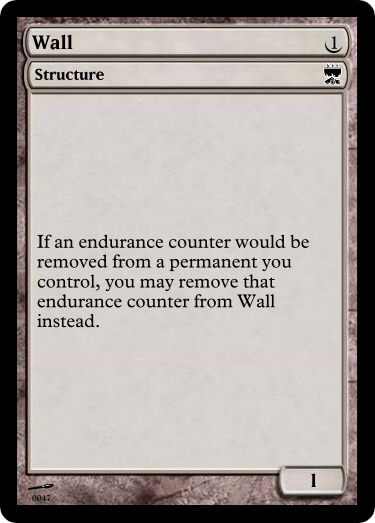 Wall 1
Structure
If an endurance counter would be
removed from a permanent you
control, you may remove that
endurance counter from Wall
instead.
1
0047